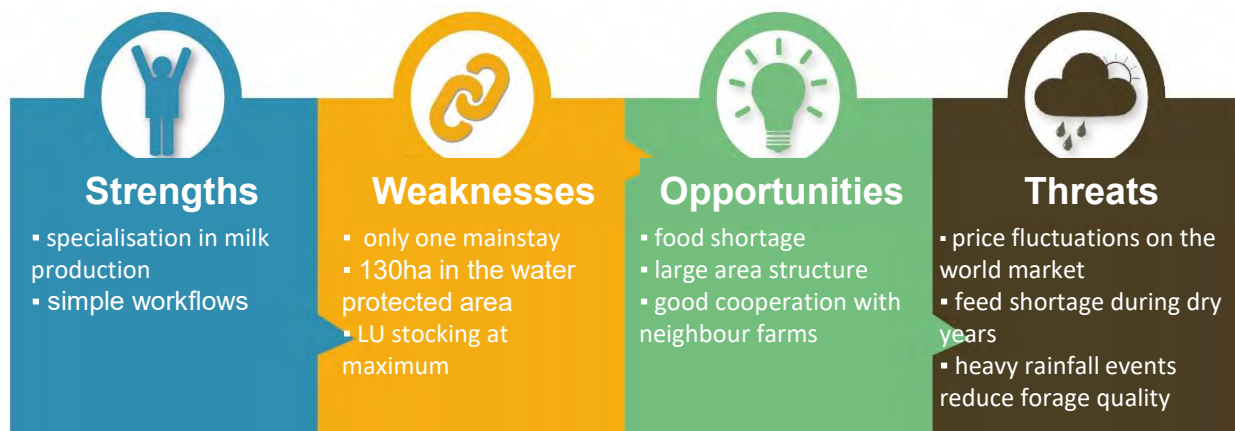 Strengths
▪ specialisation in milk
production
▪ simple workflows
Weaknesses
▪ only one mainstay
▪ 130ha in the water
protected area
▪ LU stocking at
maximum
Opportunities
▪ food shortage
▪ large area structure
▪ good cooperation with
neighbour farms
Threats
▪ price fluctuations on the
world market
▪ feed shortage during dry
years
▪ heavy rainfall events
reduce forage quality